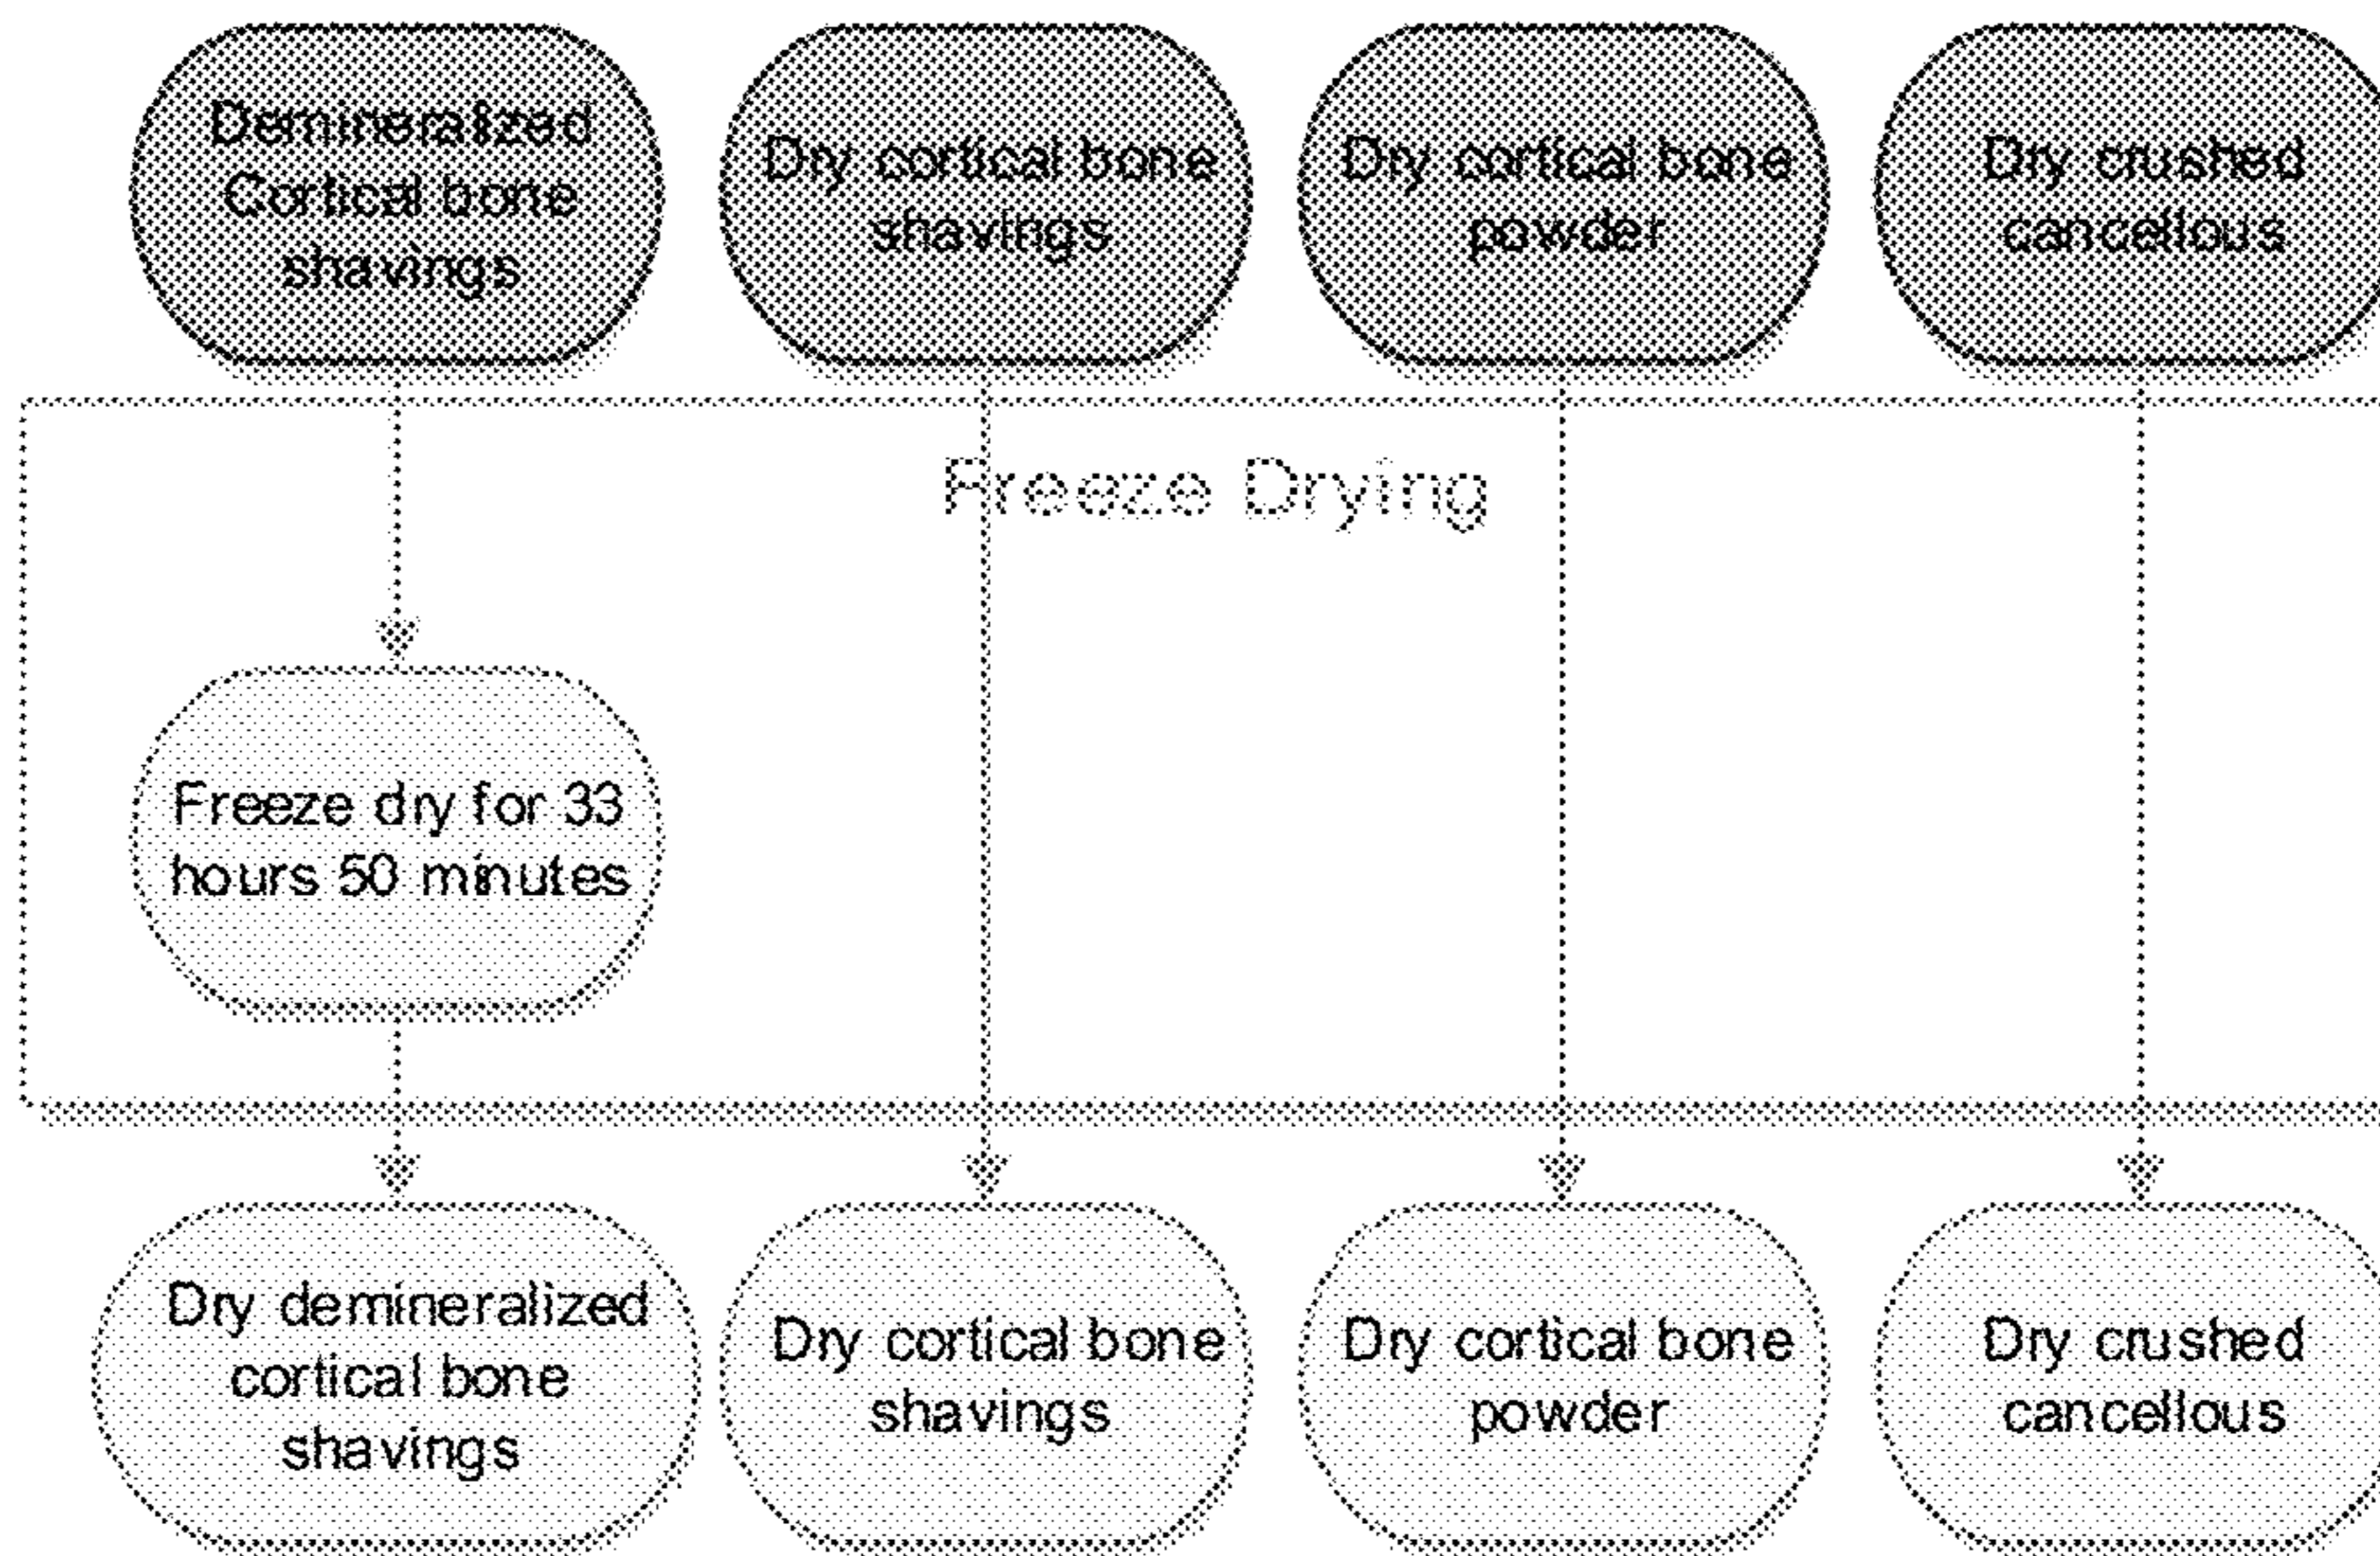 Demineralized
Cortical bone
shavings
Dry cortical bone
shavings
Dry cortical bone
powder
Dry crushed
cancellous
Freeze Drying
Freeze dry for 33
hours 50 minutes
Dry demineralized
cortical bone
shavings
Dry cortical bone
shavings
Dry cortical bone
powder
Dry crushed
cancellous